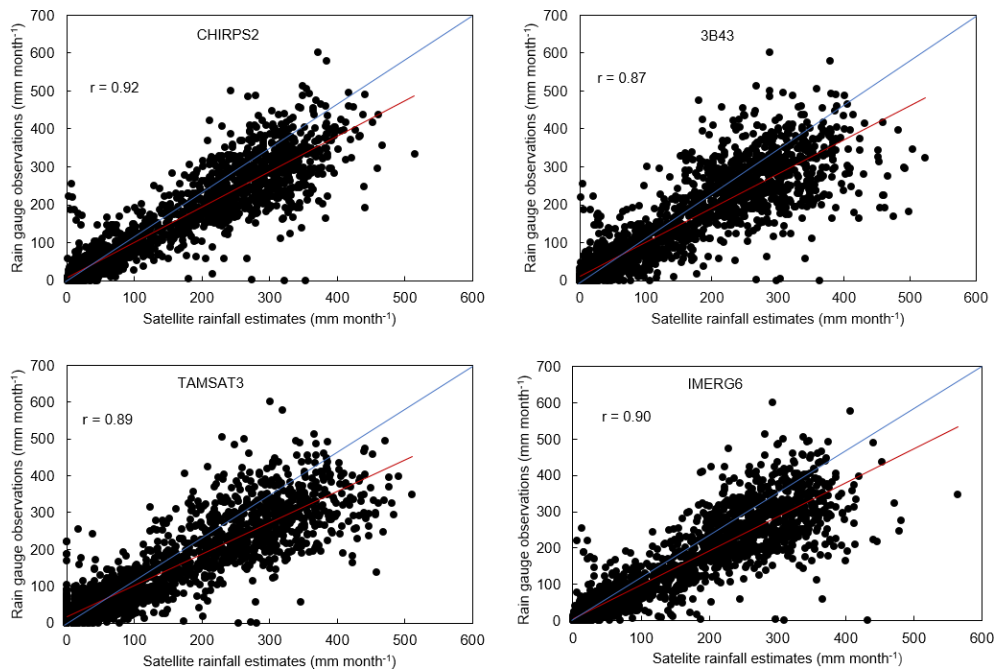 CHIRPS2
r = 0.92
Rain gauge observations (mm month-1)
700
600
500
400
300
200
100
0
0 100 200 300 400 500 600
Satellite rainfall estimates (mm month-1)
3B43
r = 0.87
Rain gauge observations (mm month-1)
700
600
500
400
300
200
100
0
0 100 200 300 400 500 600
Satellite rainfall estimates (mm month-1)
TAMSAT3
r = 0.89
Rain gauge observations (mm month-1)
700
600
500
400
300
200
100
0
0 100 200 300 400 500 600
Satellite rainfall estimates (mm month-1)
IMERG6
r = 0.90
Rain gauge observations (mm month-1)
700
600
500
400
300
200
100
0
0 100 200 300 400 500 600
Satellite rainfall estimates (mm month-1)